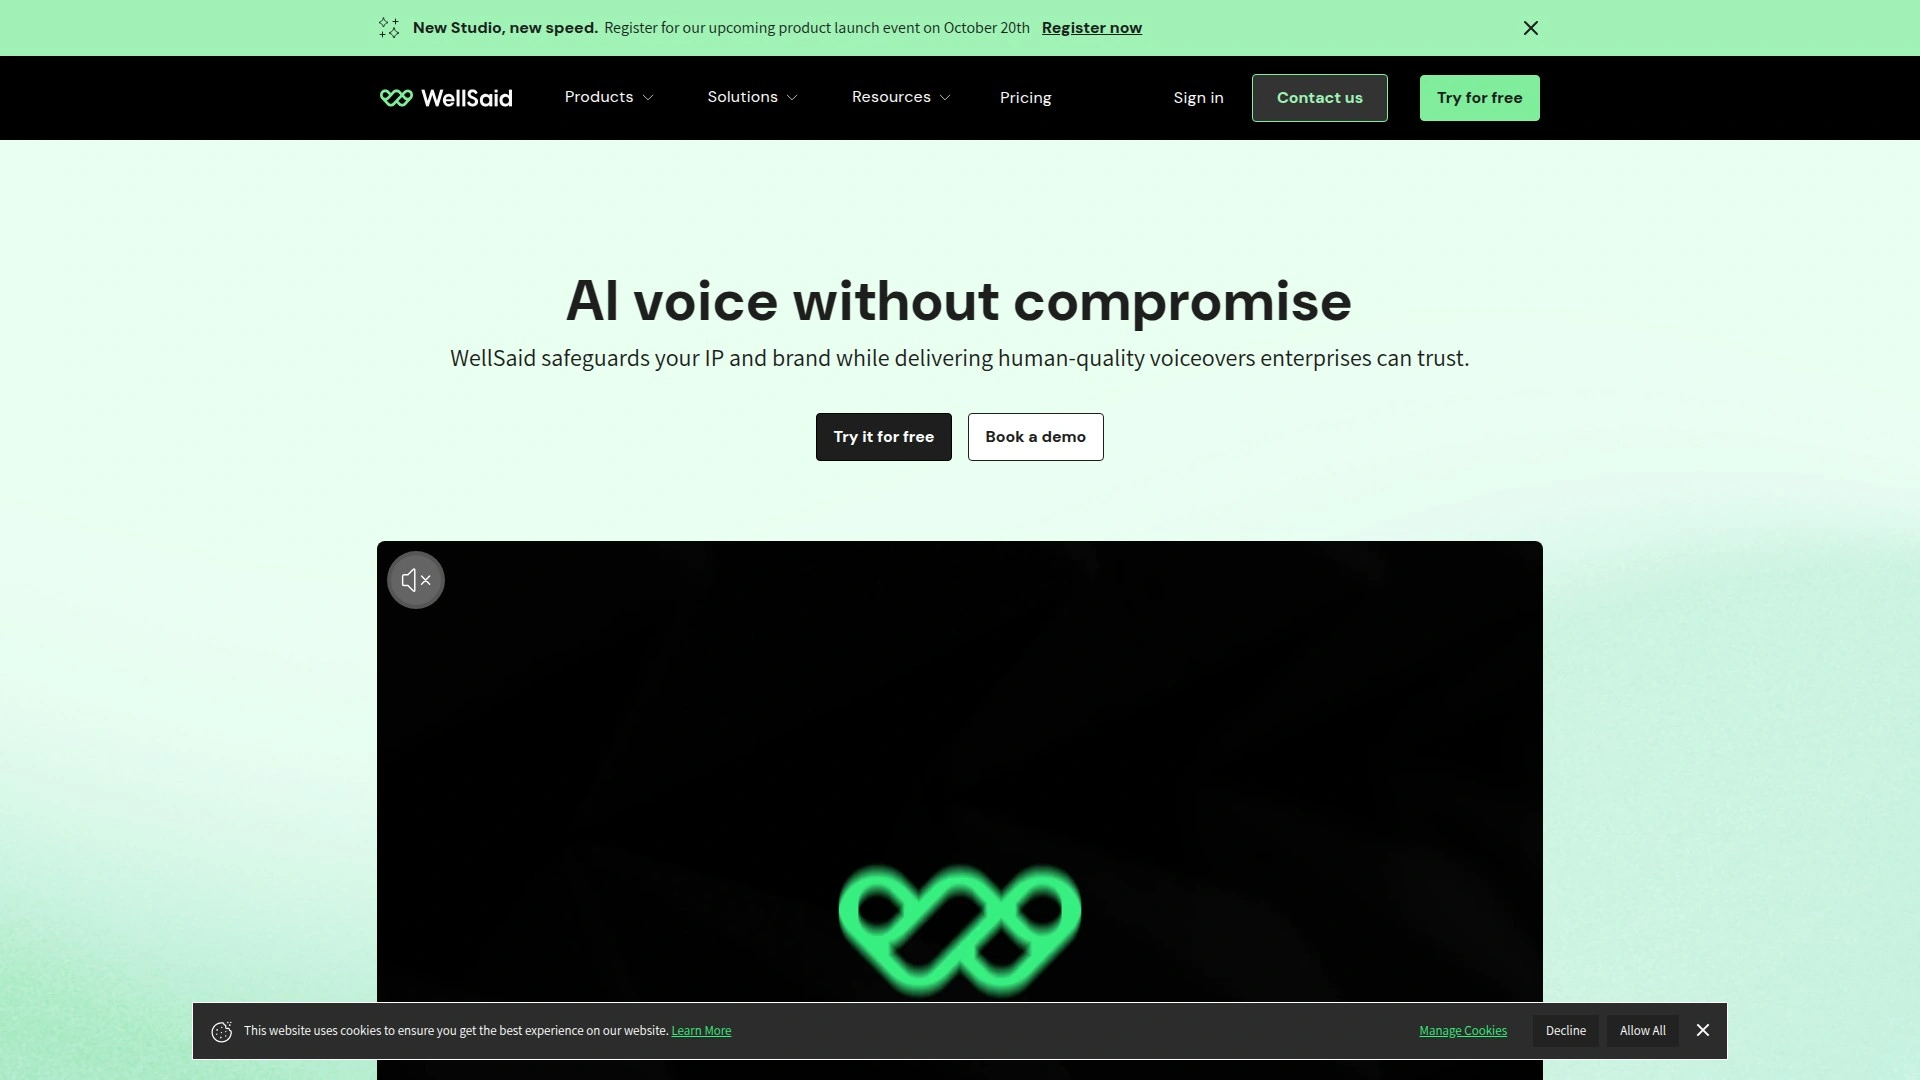 New Studio, new speed. Register for our upcoming product launch event on October 20th Register now
WellSaid Products Solutions Resources Pricing Sign in Contact us Try for free
AI voice without compromise
WellSaid safeguards your IP and brand while delivering human-quality voiceovers enterprises can trust.
Try it for free Book a demo
This website uses cookies to ensure you get the best experience on our website. Learn More Manage Cookies Decline Allow All